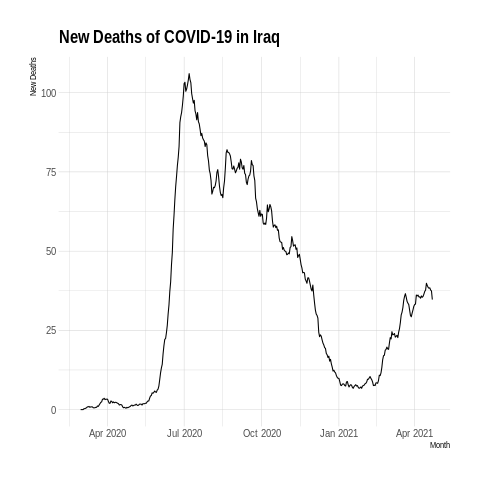 New Deaths of COVID-19 in Iraq
New Deaths
100
75
50
25
0
Apr 2020 Jul 2020 Oct 2020 Jan 2021 Apr 2021
Month